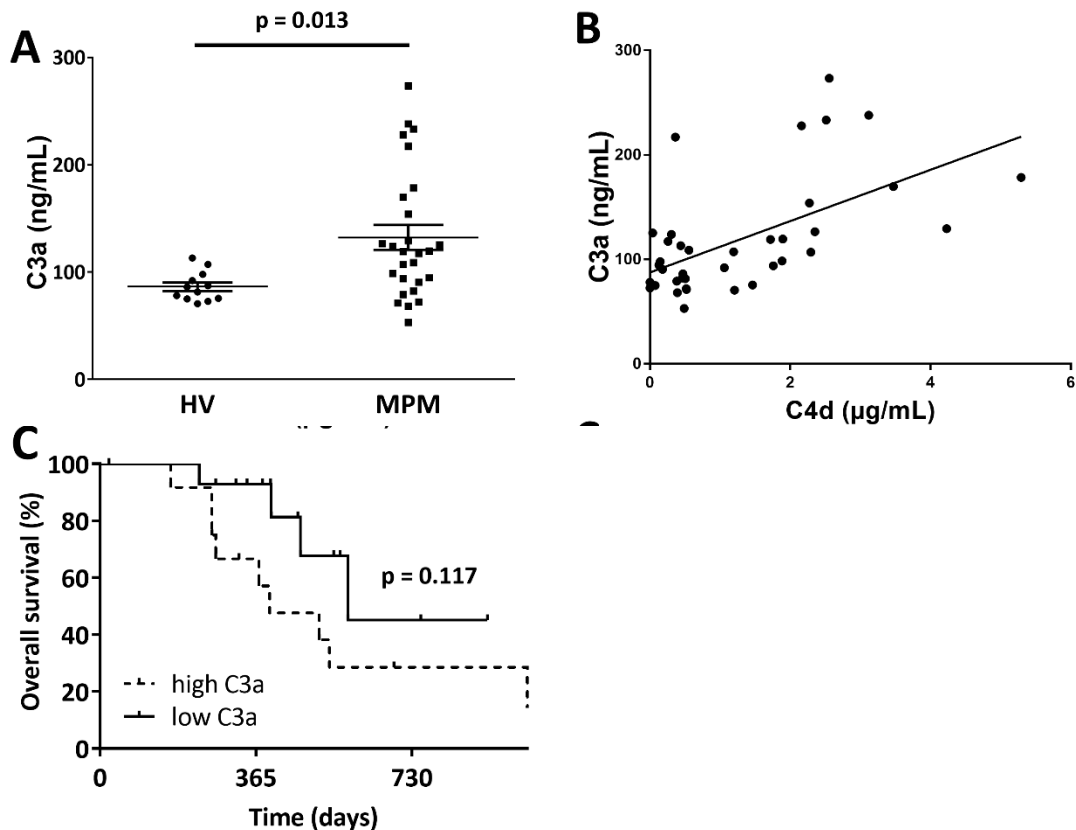 A
p = 0.013
300
200
100
0
C3a (ng/mL)
HV
MPM
B
300
200
100
0
C3a (ng/mL)
0
2
4
6
C4d (µg/mL)
C
100
80
60
40
20
0
Overall survival (%)
p = 0.117
high C3a
low C3a
0
365
730
Time (days)